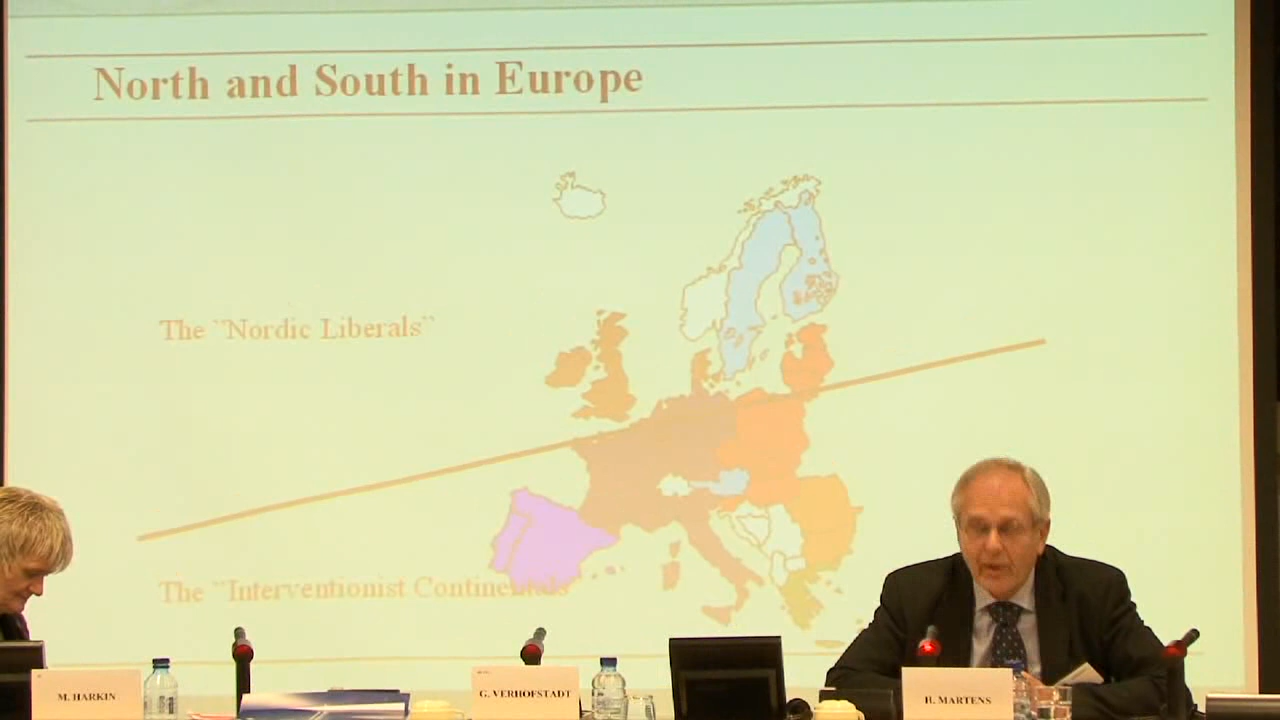 North and South in Europe
The ¨Nordic Liberals¨
The ¨Interventionist Continentals¨
M. HARKIN
G. VERHOFSTADT
H. MARTENS